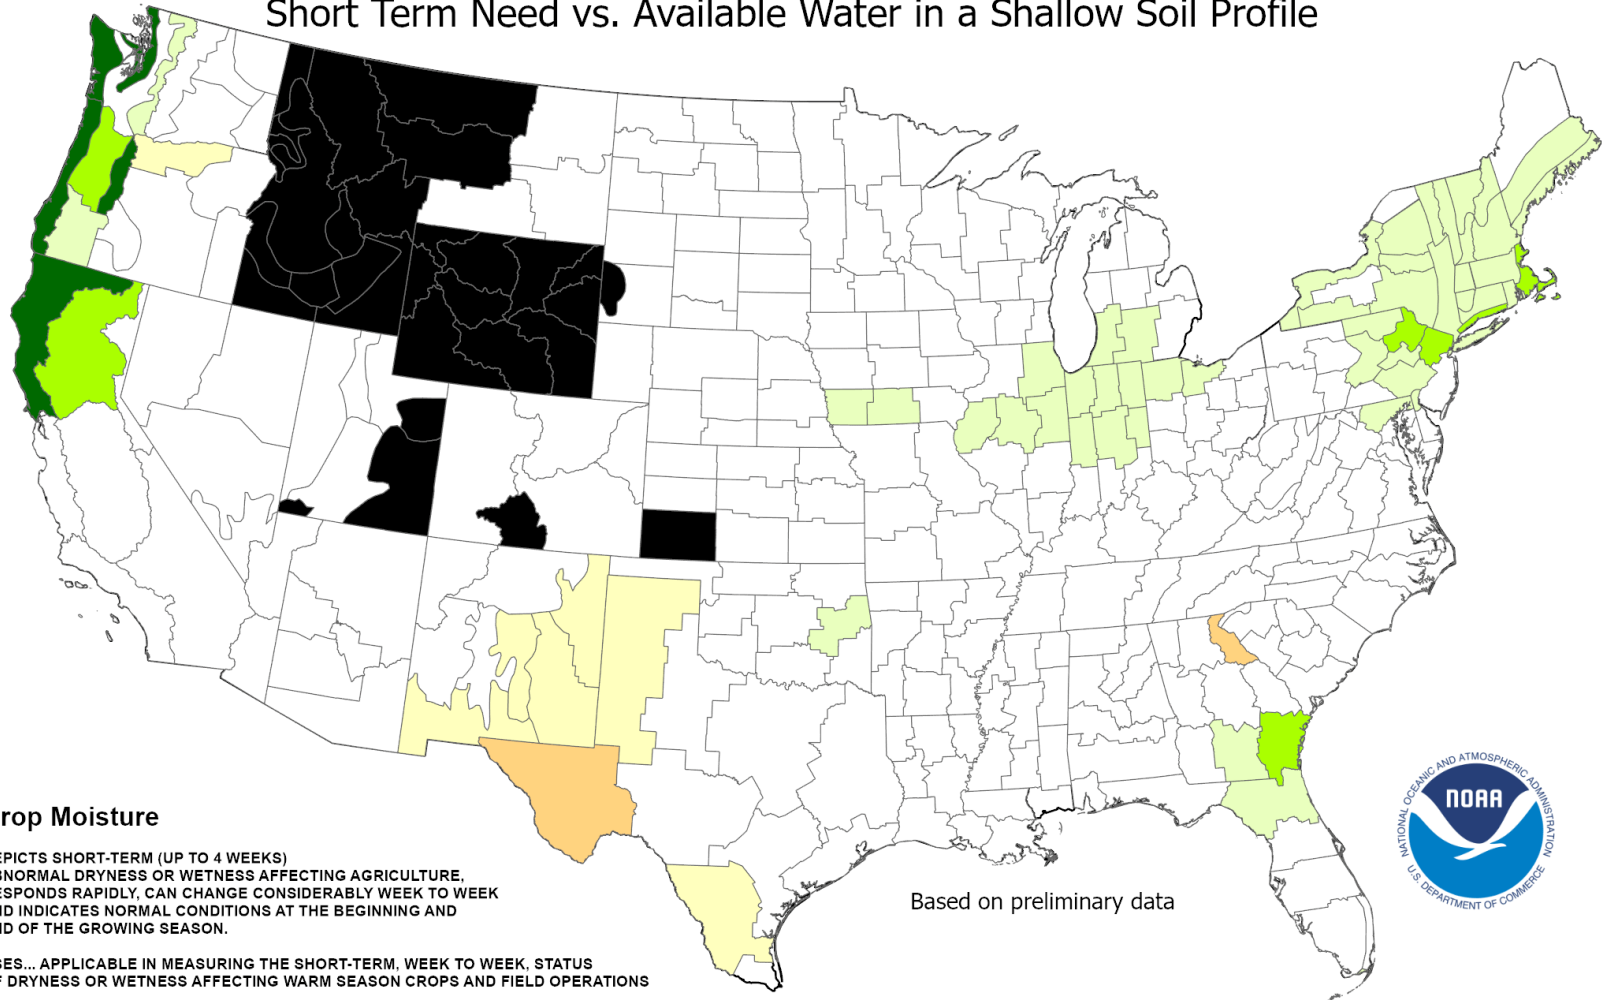 Short Term Need vs. Available Water in a Shallow Soil Profile
rop Moisture
EPICTS SHORT-TERM (UP TO 4 WEEKS)
BNORMAL DRYNESS OR WETNESS AFFECTING AGRICULTURE,
ESPONDS RAPIDLY, CAN CHANGE CONSIDERABLY WEEK TO WEEK
ND INDICATES NORMAL CONDITIONS AT THE BEGINNING AND
ND OF THE GROWING SEASON.
SES... APPLICABLE IN MEASURING THE SHORT-TERM, WEEK TO WEEK, STATUS
F DRYNESS OR WETNESS AFFECTING WARM SEASON CROPS AND FIELD OPERATIONS
Based on preliminary data
NATIONAL OCEANIC AND ATMOSPHERIC ADMINISTRATION
NOAA
U.S. DEPARTMENT OF COMMERCE